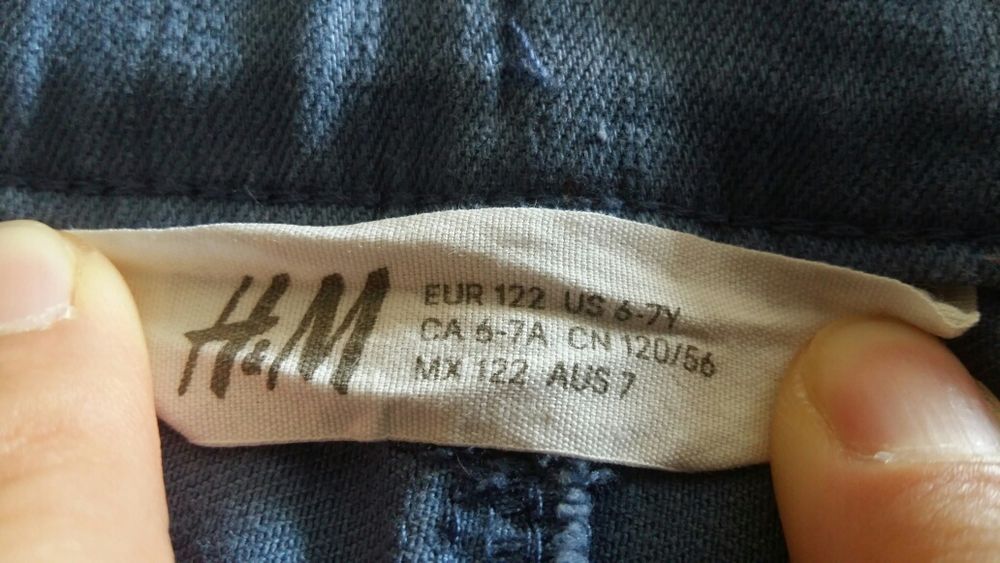 H&M
EUR 122 US 6-7Y
CA 6-7A CN 120/56
MX 122 AUS 7